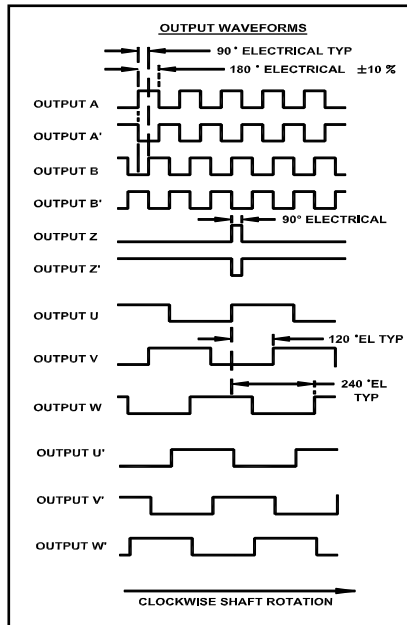 OUTPUT WAVEFORMS
90° ELECTRICAL TYP
180° ELECTRICAL ±10 %
OUTPUT A
OUTPUT A'
OUTPUT B
OUTPUT B'
90° ELECTRICAL
OUTPUT Z
OUTPUT Z'
OUTPUT U
120 °EL TYP
OUTPUT V
240 °EL
TYP
OUTPUT W
OUTPUT U'
OUTPUT V'
OUTPUT W'
CLOCKWISE SHAFT ROTATION